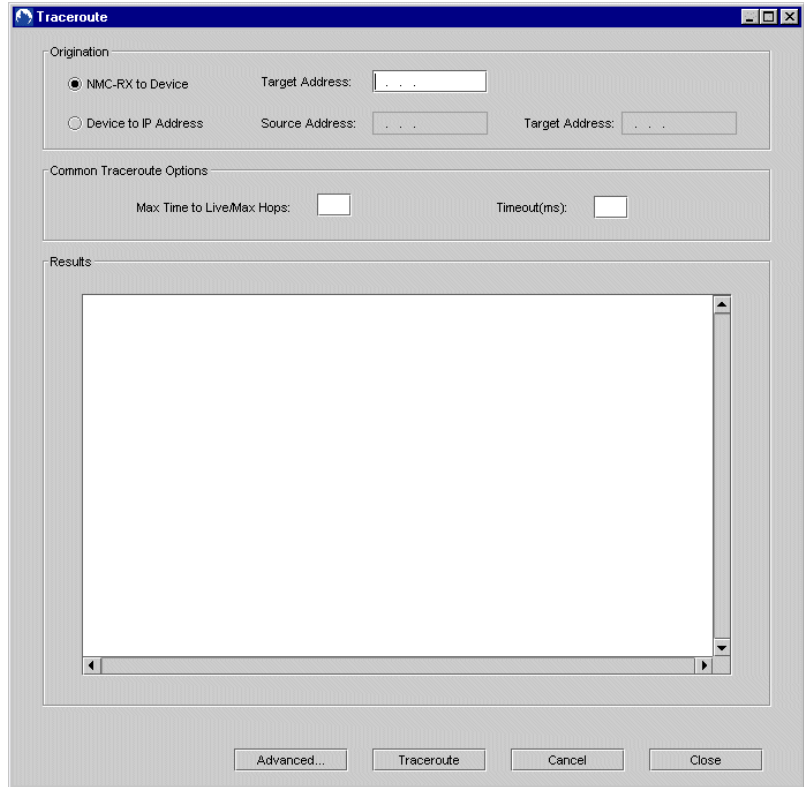 Traceroute
Origination
NMC-RX to Device Target Address: . . .
Device to IP Address Source Address: . . . Target Address: . . .
Common Traceroute Options
Max Time to Live/Max Hops: Timeout(ms):
Results
Advanced... Traceroute Cancel Close